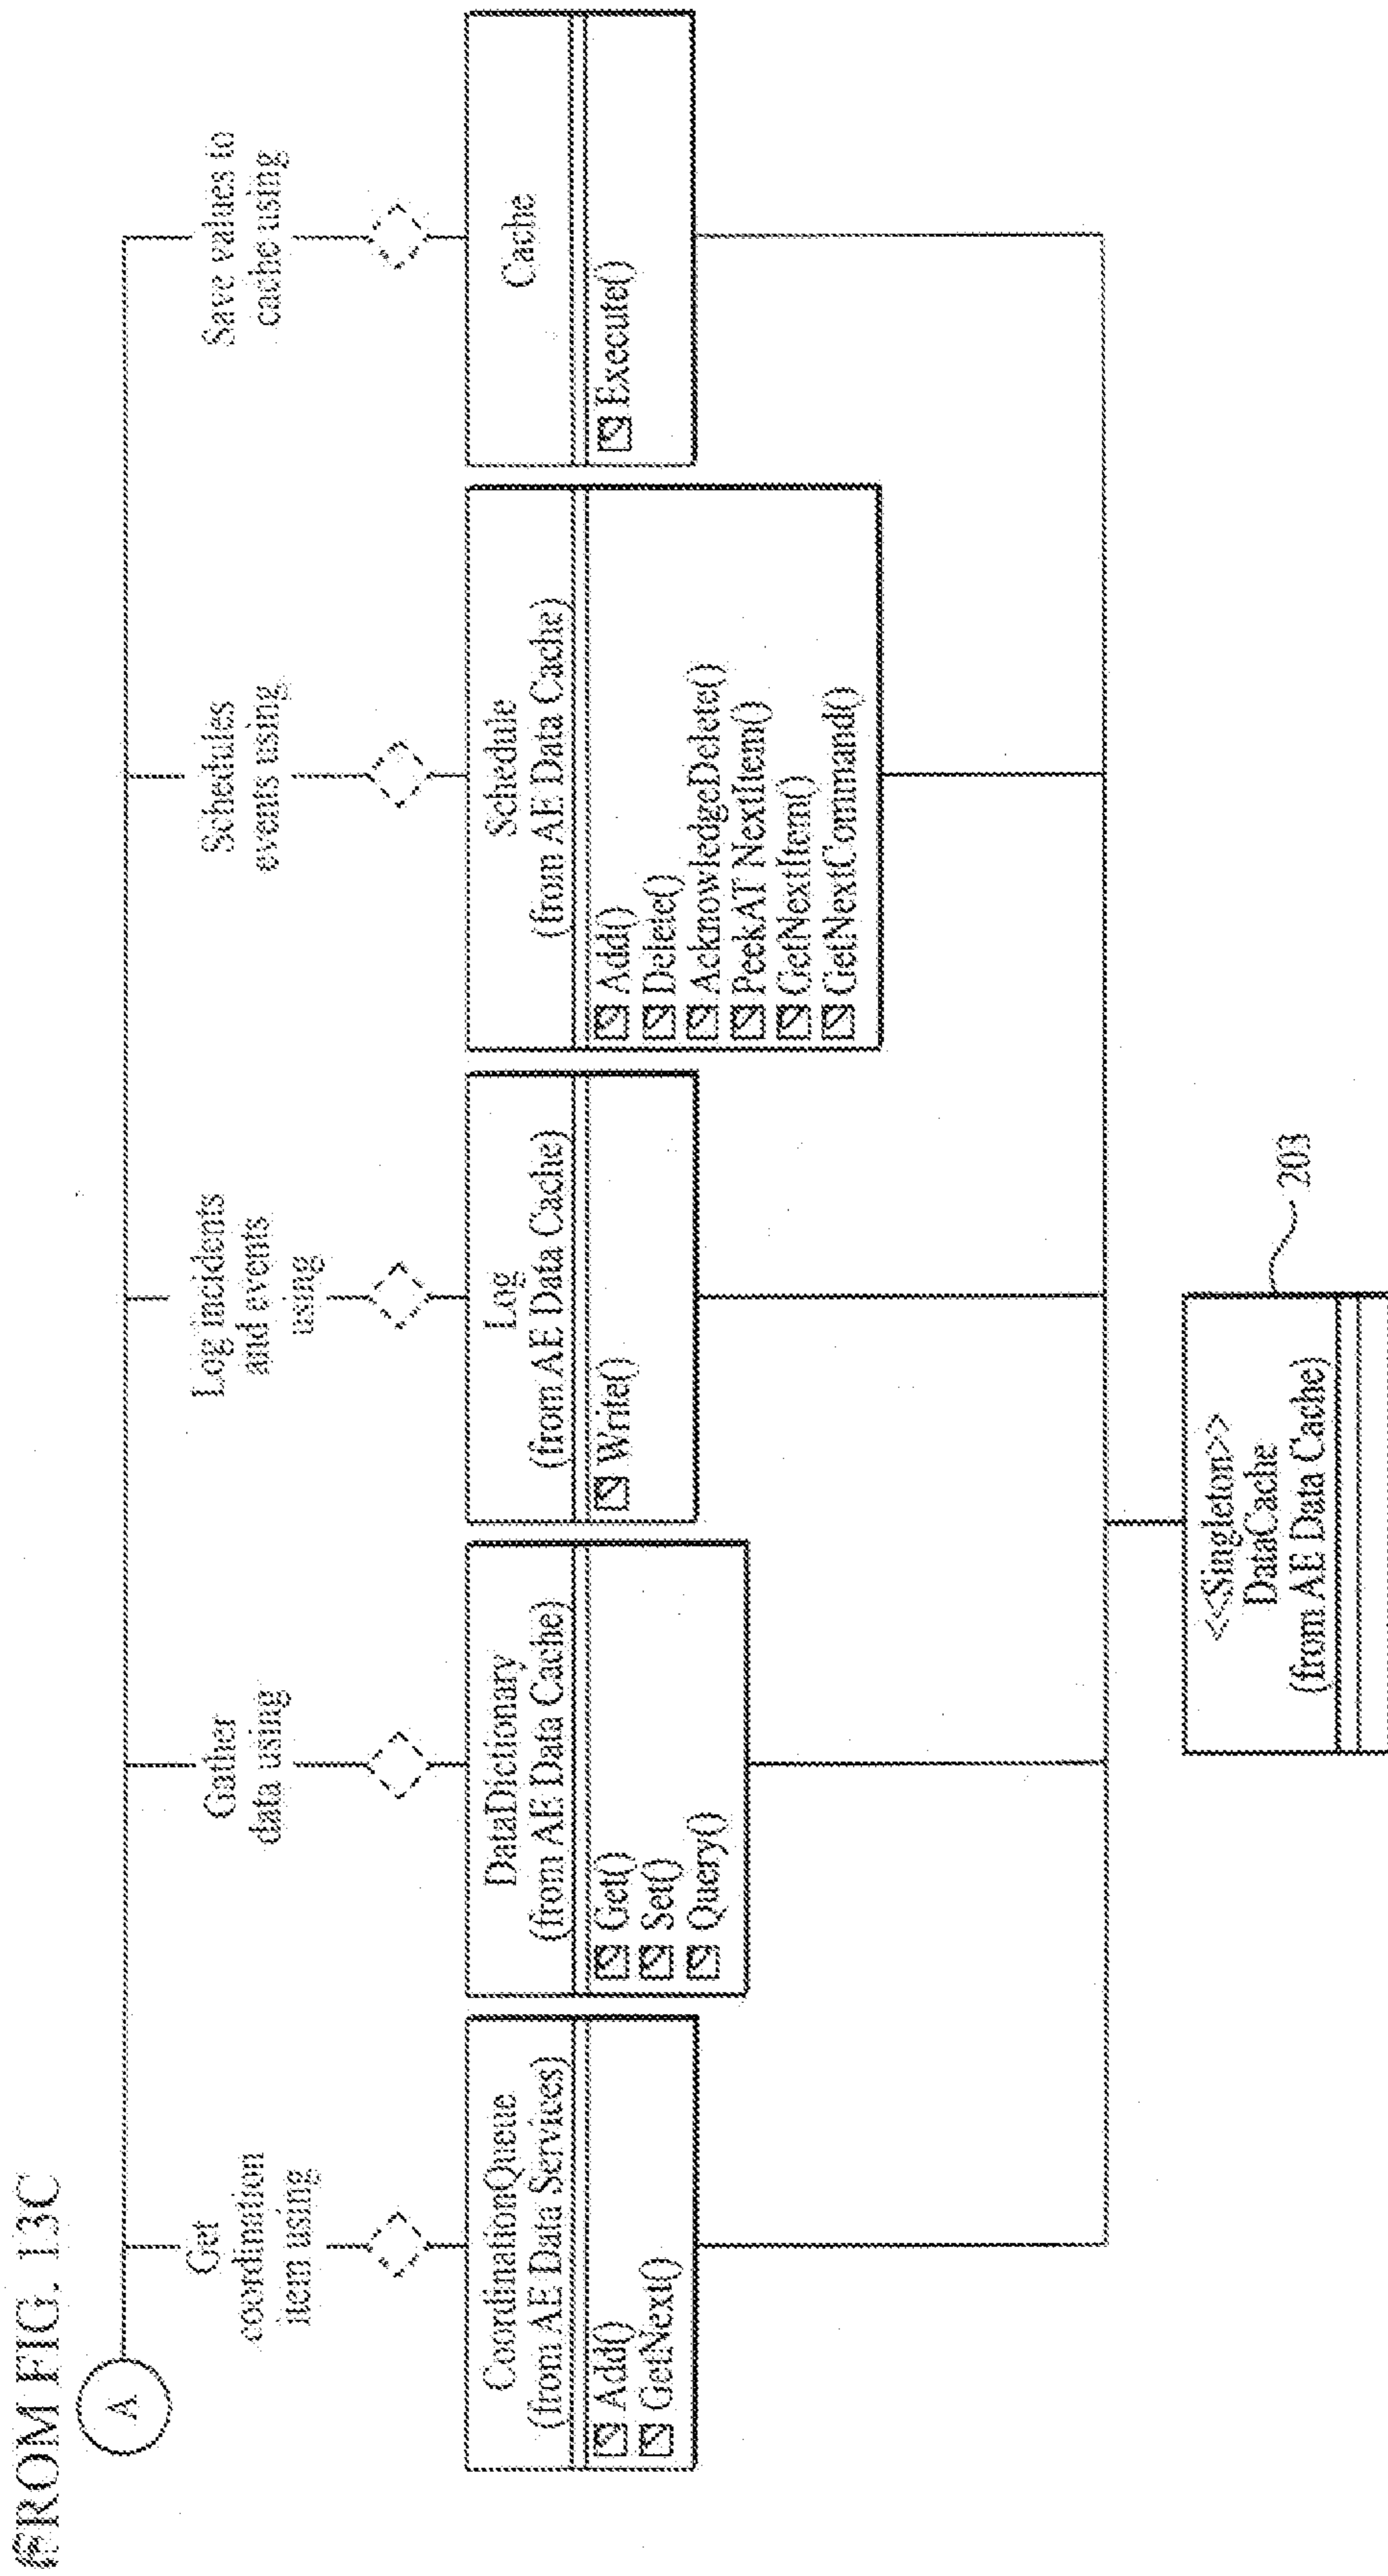 FROM FIG. 13C
A
Get
coordination
item using
Gather
data using
Log incidents
and events
using
Schedules
events using
Save values to
cache using
CoordinationQueue
(from AE Data Services)
Add()
GetNext()
DataDictionary
(from AE Data Cache)
Get()
Set()
Query()
Log
(from AE Data Cache)
Write()
Schedule
(from AE Data Cache)
Add()
Delete()
AcknowledgeDelete()
PeekAT NextItem()
GetNextItem()
GetNextCommand()
Cache
Execute()
<<Singleton>>
DataCache
(from AE Data Cache)
203